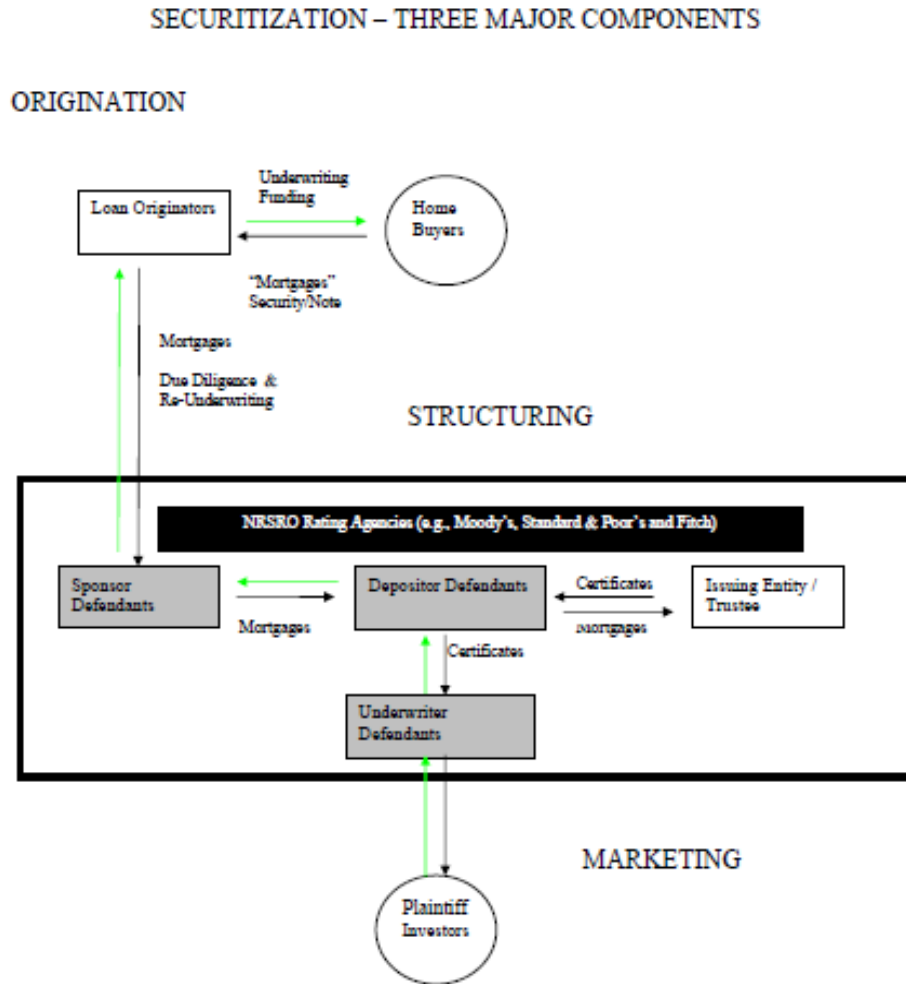 SECURITIZATION – THREE MAJOR COMPONENTS
ORIGINATION
Underwriting
Funding
Loan Originators
Home
Buyers
“Mortgages”
Security/Note
Mortgages
Due Diligence &
Re-Underwriting
STRUCTURING
NRSRO Rating Agencies (e.g., Moody’s, Standard & Poor’s and Fitch)
Sponsor
Defendants
Mortgages
Depositor Defendants
Certificates
Mortgages
Issuing Entity /
Trustee
Certificates
Underwriter
Defendants
MARKETING
Plaintiff
Investors